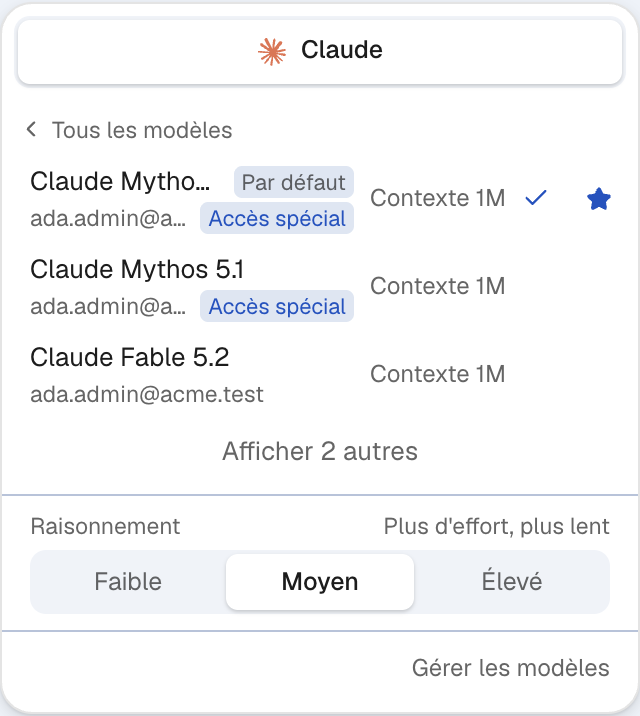 Claude
Tous les modèles
Claude Mytho... Par défaut
ada.admin@a... Accès spécial
Contexte 1M
Claude Mythos 5.1
ada.admin@a... Accès spécial
Contexte 1M
Claude Fable 5.2
ada.admin@acme.test
Contexte 1M
Afficher 2 autres
Raisonnement Plus d'effort, plus lent
Faible Moyen Élevé
Gérer les modèles